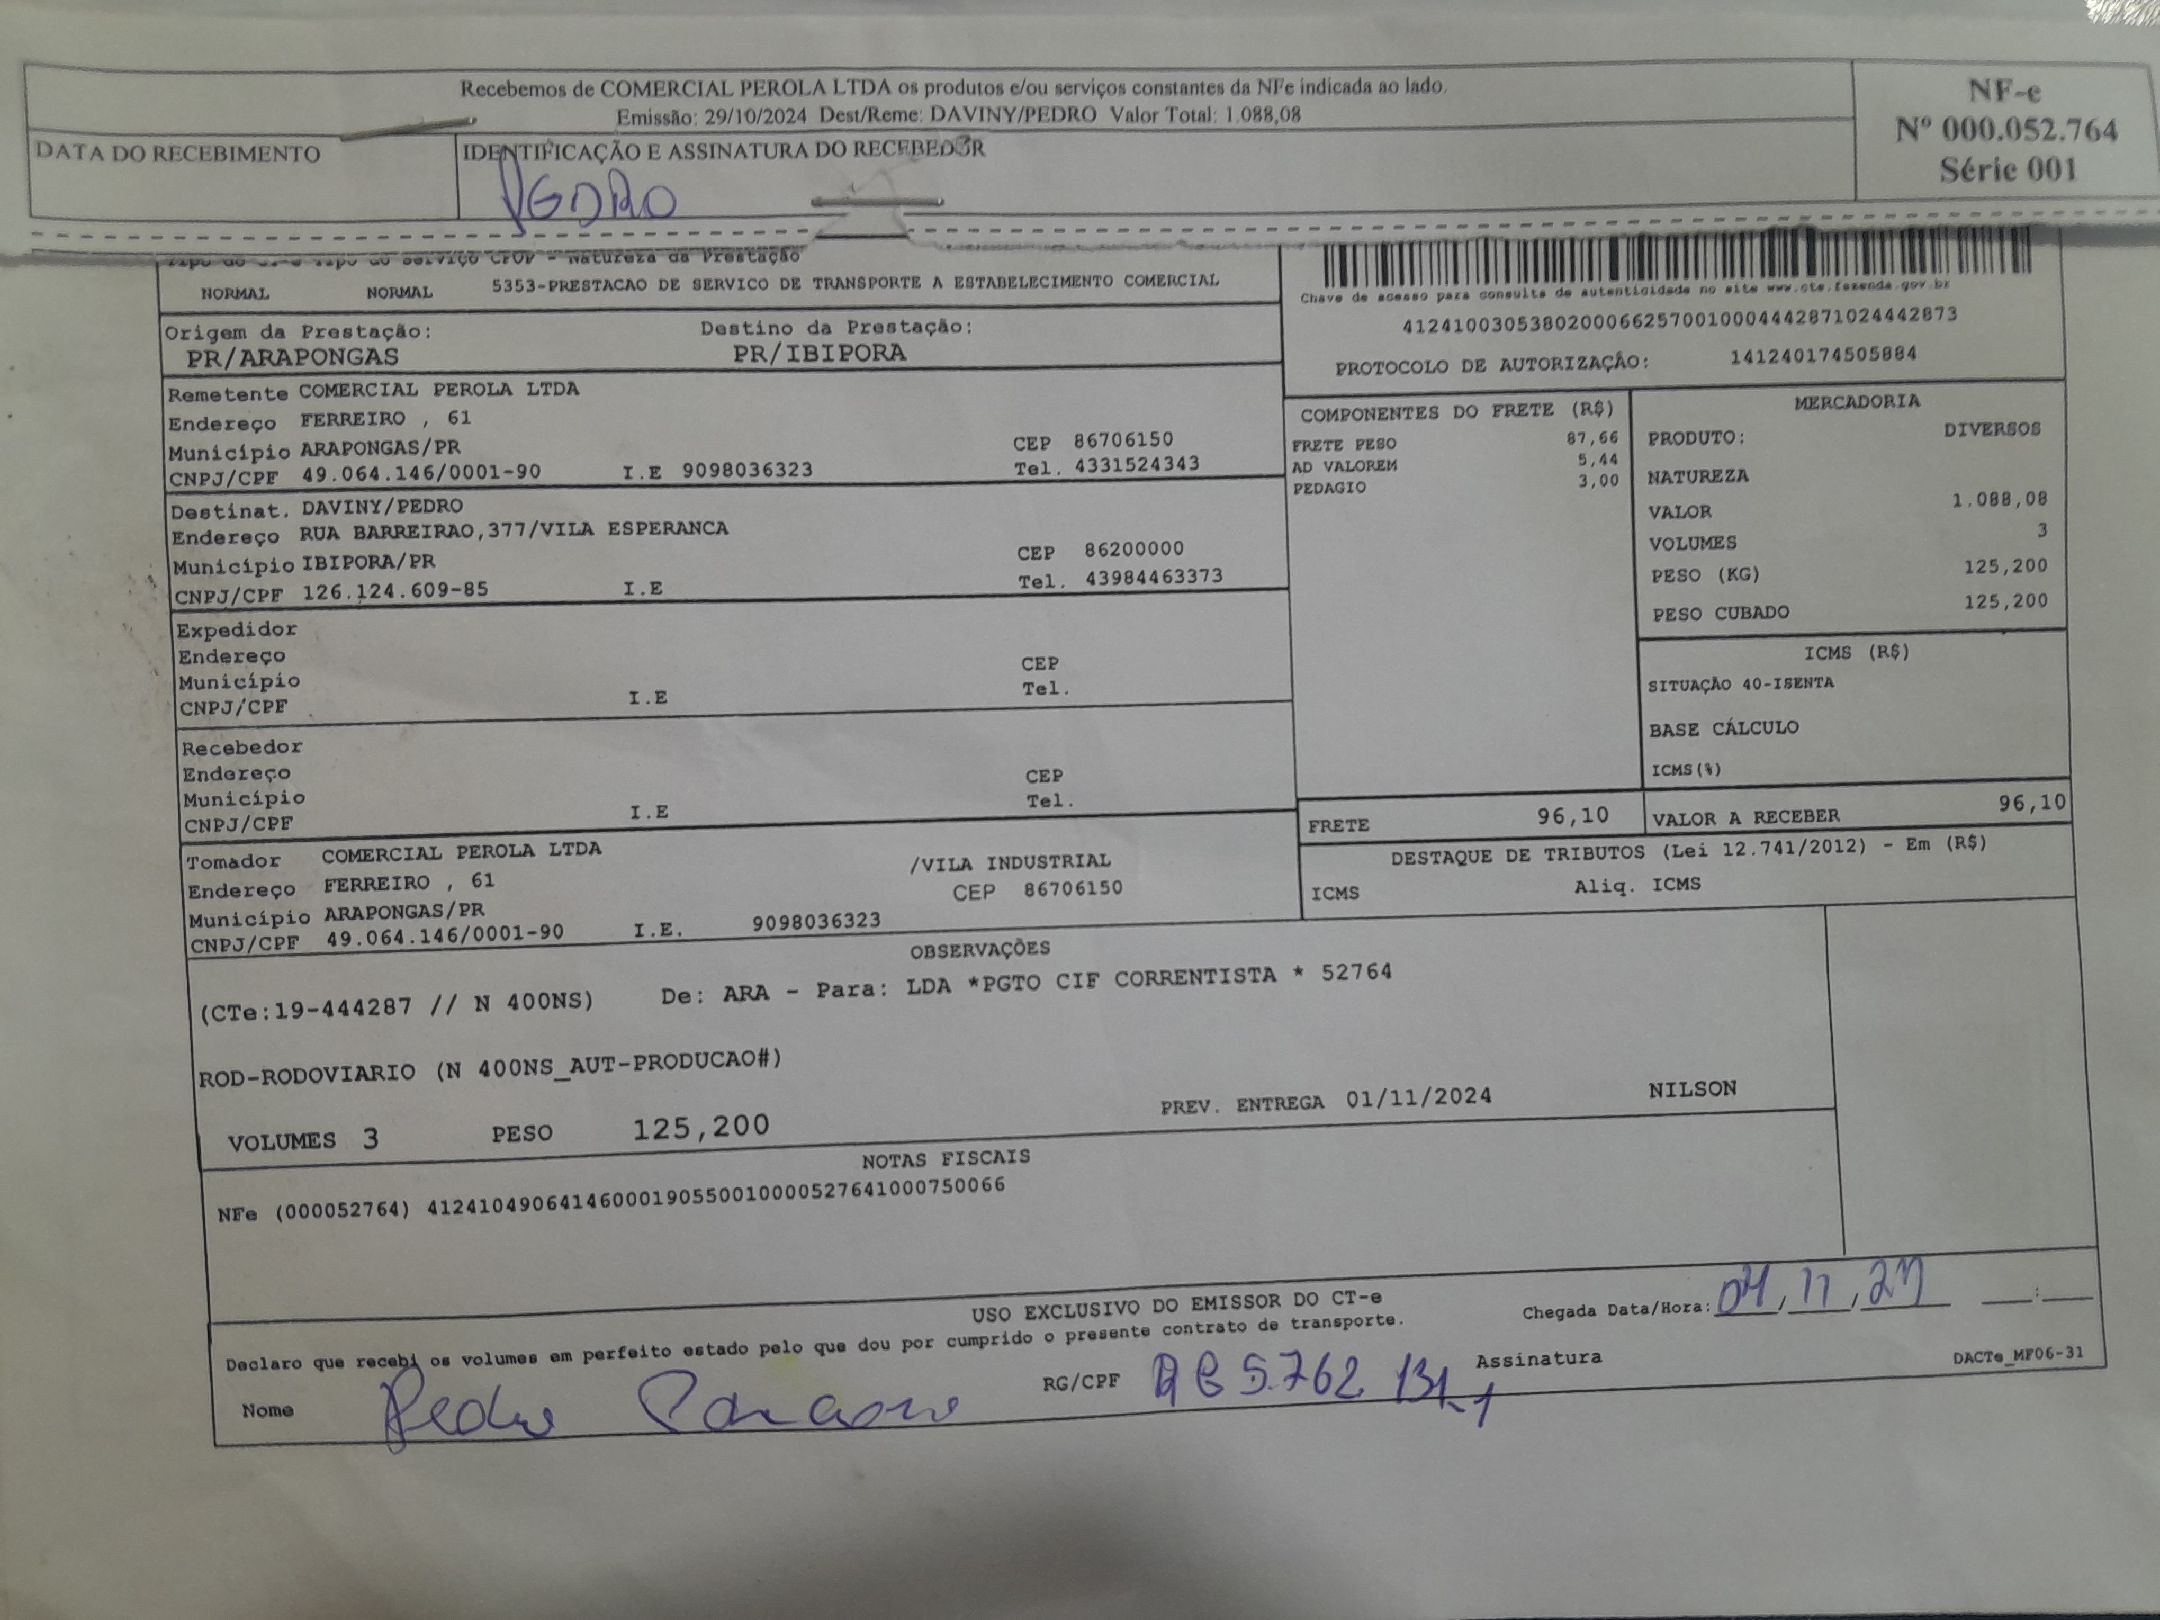 Recebemos de COMERCIAL PEROLA LTDA os produtos e/ou serviços constantes da NFe indicada ao lado.
Emissão: 29/10/2024 Dest/Reme: DAVINY/PEDRO Valor Total: 1.088,08
NF-e
Nº 000.052.764
Série 001
DATA DO RECEBIMENTO
IDENTIFICAÇÃO E ASSINATURA DO RECEBEDOR
PEDRO
Natureza da Prestação
NORMAL NORMAL 5353-PRESTACAO DE SERVICO DE TRANSPORTE A ESTABELECIMENTO COMERCIAL
Chave de acesso para consulta de autenticidade no site www.cte.fazenda.gov.br
41241003053802000662570010004442871024442873
PROTOCOLO DE AUTORIZAÇÃO: 141240174505884
Origem da Prestação: Destino da Prestação:
PR/ARAPONGAS PR/IBIPORA
Remetente COMERCIAL PEROLA LTDA
Endereço FERREIRO , 61
Município ARAPONGAS/PR CEP 86706150
CNPJ/CPF 49.064.146/0001-90 I.E 9098036323 Tel. 4331524343
Destinat. DAVINY/PEDRO
Endereço RUA BARREIRAO,377/VILA ESPERANCA
Município IBIPORA/PR CEP 86200000
CNPJ/CPF 126.124.609-85 I.E Tel. 43984463373
Expedidor
Endereço
Município CEP
CNPJ/CPF I.E Tel.
Recebedor
Endereço
Município CEP
CNPJ/CPF I.E Tel.
COMPONENTES DO FRETE (R$)
FRETE PESO 87,66
AD VALOREM 5,44
PEDAGIO 3,00
MERCADORIA
PRODUTO: DIVERSOS
NATUREZA
VALOR 1.088,08
VOLUMES 3
PESO (KG) 125,200
PESO CUBADO 125,200
ICMS (R$)
SITUAÇÃO 40-ISENTA
BASE CÁLCULO
ICMS(%)
FRETE 96,10 VALOR A RECEBER 96,10
DESTAQUE DE TRIBUTOS (Lei 12.741/2012) - Em (R$)
ICMS Aliq. ICMS
Tomador COMERCIAL PEROLA LTDA
Endereço FERREIRO , 61 /VILA INDUSTRIAL
Município ARAPONGAS/PR CEP 86706150
CNPJ/CPF 49.064.146/0001-90 I.E. 9098036323
OBSERVAÇÕES
(CTe:19-444287 // N 400NS) De: ARA - Para: LDA *PGTO CIF CORRENTISTA * 52764
ROD-RODOVIARIO (N 400NS_AUT-PRODUCAO#)
VOLUMES 3 PESO 125,200 PREV. ENTREGA 01/11/2024 NILSON
NOTAS FISCAIS
NFe (000052764) 41241049064146000190550010000527641000750066
USO EXCLUSIVO DO EMISSOR DO CT-e
Declaro que recebi os volumes em perfeito estado pelo que dou por cumprido o presente contrato de transporte.
Chegada Data/Hora: 04, 11, 24 :
Nome Pedro RG/CPF RG 5.762 131-1 Assinatura
DACTe_MF06-31